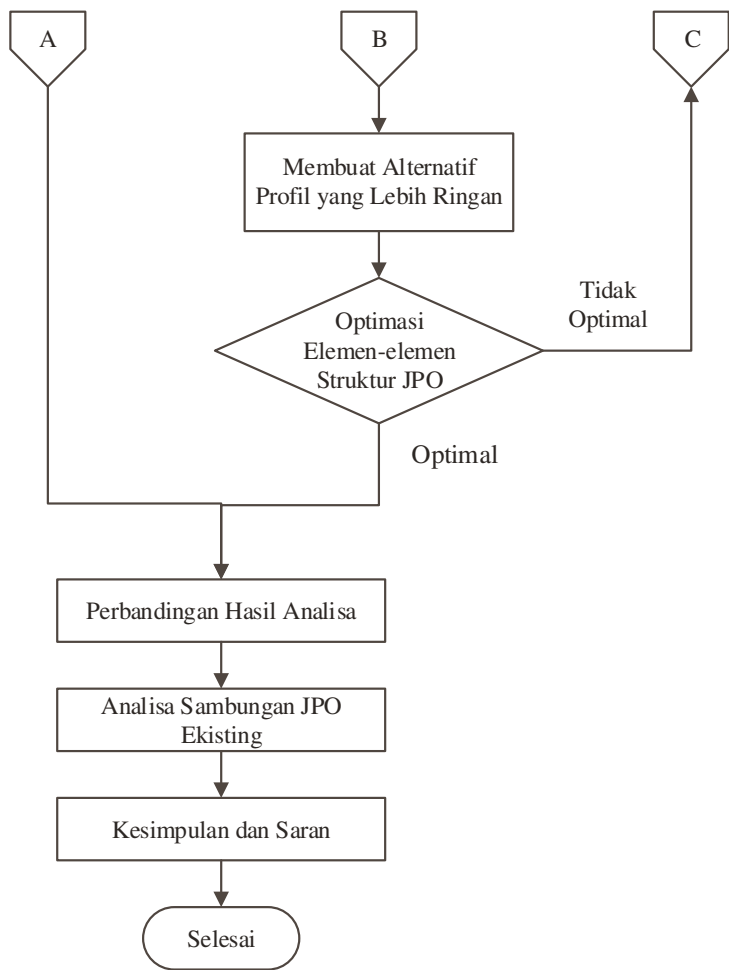 A
B
C
Membuat Alternatif
Profil yang Lebih Ringan
Optimasi
Elemen-elemen
Struktur JPO
Tidak
Optimal
Optimal
Perbandingan Hasil Analisa
Analisa Sambungan JPO
Ekisting
Kesimpulan dan Saran
Selesai